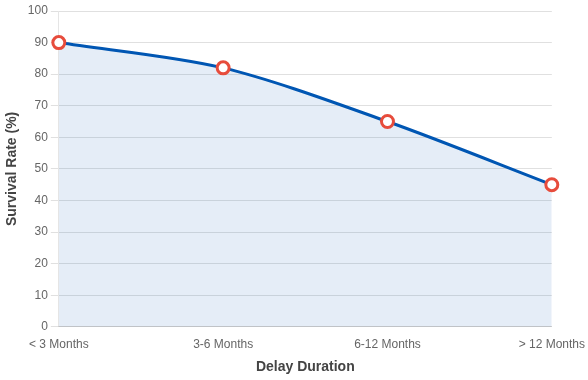 100
90
80
70
60
50
40
30
20
10
0
Survival Rate (%)
< 3 Months
3-6 Months
6-12 Months
> 12 Months
Delay Duration